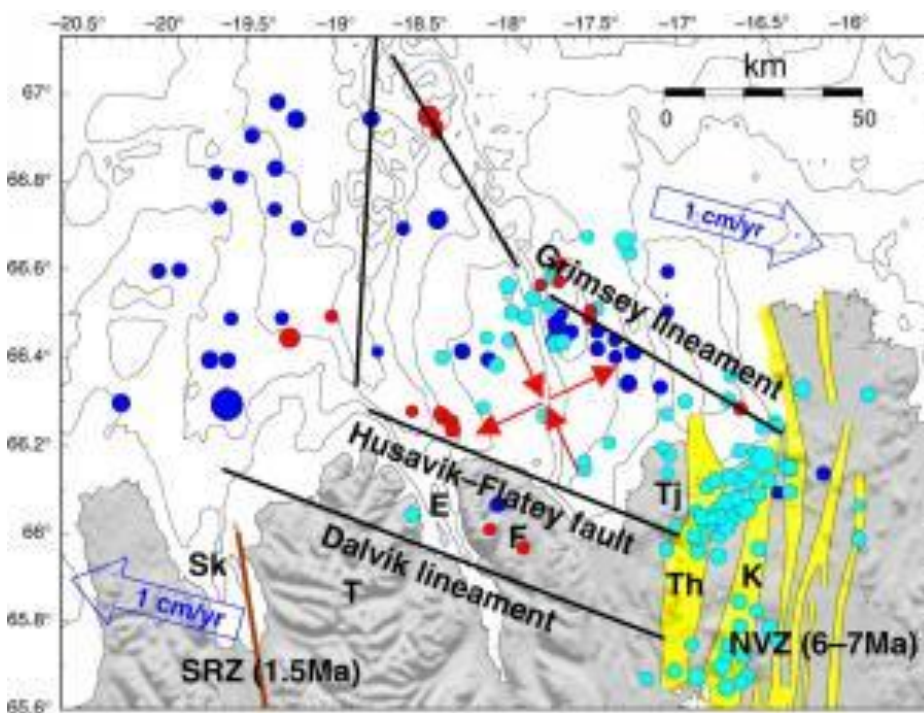 -20.5 -20 -19.5 -19 -18.5 -18 -17.5 -17 -16.5 -16
67°
66.8
66.6
66.4
66.2
66
65.8
65.6
km
0 50
1 cm/yr
Grimsey lineament
Husavik–Flatey fault
Dalvik lineament
E
F
Tj
Sk
T
Th
K
1 cm/yr
SRZ (1.5Ma)
NVZ (6–7Ma)